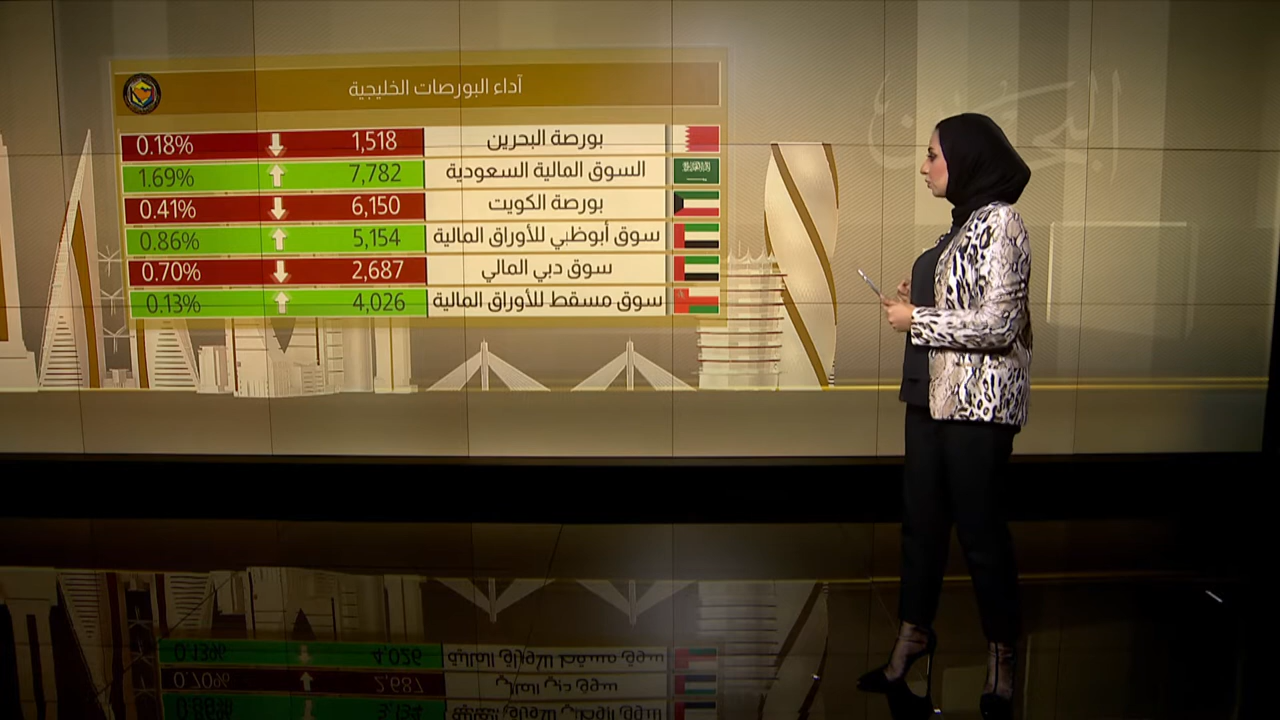 آداء البورصات الخليجية
بورصة البحرين 1,518 0.18%
السوق المالية السعودية 7,782 1.69%
بورصة الكويت 6,150 0.41%
سوق أبوظبي للأوراق المالية 5,154 0.86%
سوق دبي المالي 2,687 0.70%
سوق مسقط للأوراق المالية 4,026 0.13%
البحرين